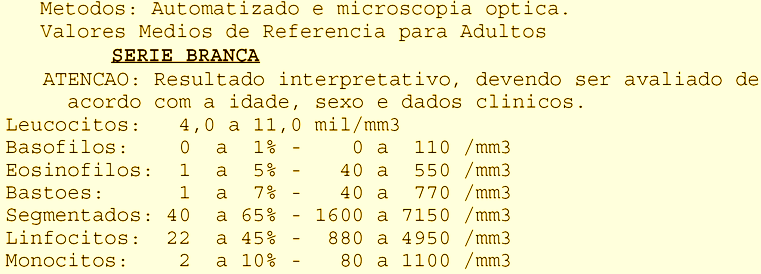 Metodos: Automatizado e microscopia optica.
Valores Medios de Referencia para Adultos
SERIE BRANCA
ATENCAO: Resultado interpretativo, devendo ser avaliado de
acordo com a idade, sexo e dados clinicos.
Leucocitos: 4,0 a 11,0 mil/mm3
Basofilos: 0 a 1% - 0 a 110 /mm3
Eosinofilos: 1 a 5% - 40 a 550 /mm3
Bastoes: 1 a 7% - 40 a 770 /mm3
Segmentados: 40 a 65% - 1600 a 7150 /mm3
Linfocitos: 22 a 45% - 880 a 4950 /mm3
Monocitos: 2 a 10% - 80 a 1100 /mm3